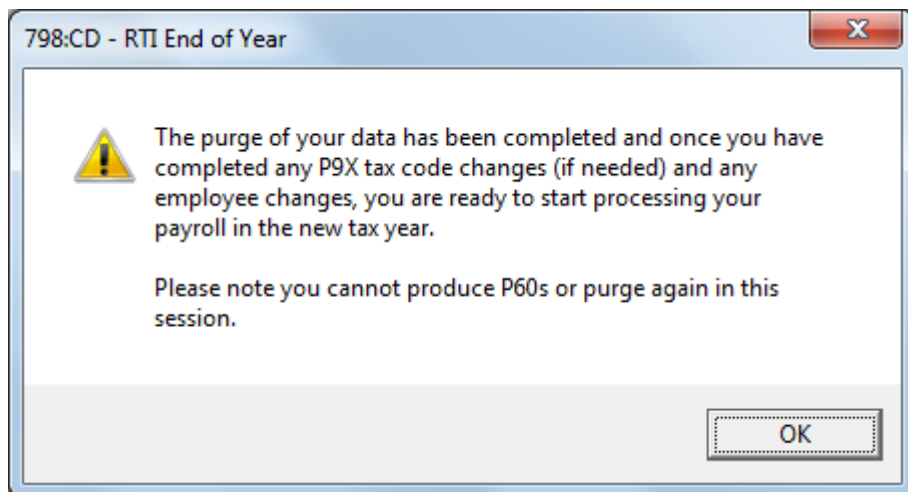 798:CD - RTI End of Year
The purge of your data has been completed and once you have
completed any P9X tax code changes (if needed) and any
employee changes, you are ready to start processing your
payroll in the new tax year.
Please note you cannot produce P60s or purge again in this
session.
OK